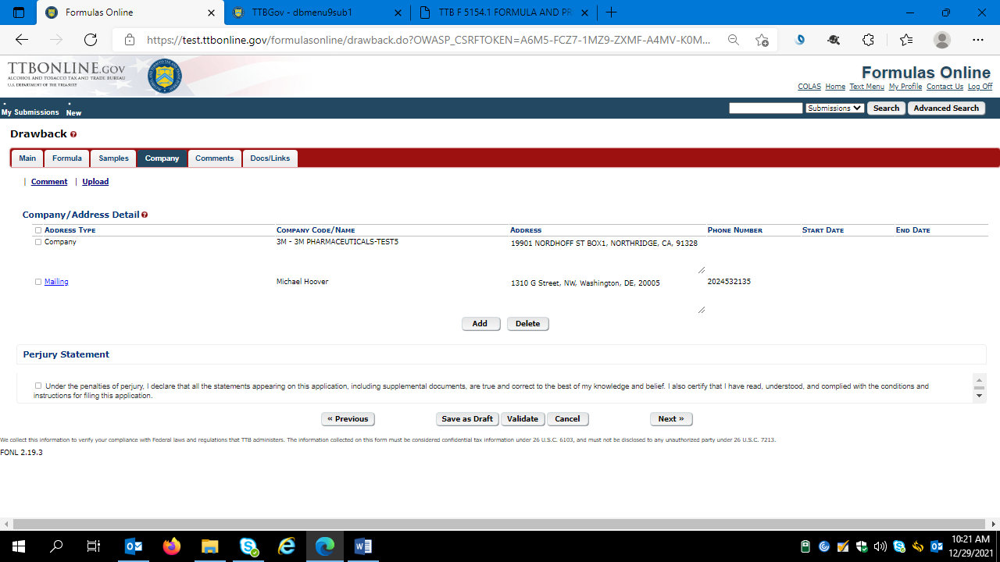 Formulas Online
TTBGov - dbmenu9sub1
TTB F 5154.1 FORMULA AND PR
https://test.ttbonline.gov/formulasonline/drawback.do?OWASP_CSRFTOKEN=A6M5-FCZ7-1MZ9-ZXMF-A4MV-K0M...
TTBONLINE.GOV
ALCOHOL AND TOBACCO TAX AND TRADE BUREAU
U.S. DEPARTMENT OF THE TREASURY
Formulas Online
COLAS Home Text Menu My Profile Contact Us Log Off
My Submissions New
Submissions Search Advanced Search
Drawback
Main Formula Samples Company Comments Docs/Links
| Comment | Upload
Company/Address Detail
Address Type Company Code/Name Address Phone Number Start Date End Date
Company 3M - 3M PHARMACEUTICALS-TEST5 19901 NORDHOFF ST BOX1, NORTHRIDGE, CA, 91328
Mailing Michael Hoover 1310 G Street, NW, Washington, DE, 20005 2024532135
Add Delete
Perjury Statement
Under the penalties of perjury, I declare that all the statements appearing on this application, including supplemental documents, are true and correct to the best of my knowledge and belief. I also certify that I have read, understood, and complied with the conditions and
instructions for filing this application.
« Previous Save as Draft Validate Cancel Next »
We collect this information to verify your compliance with Federal laws and regulations that TTB administers. The information collected on this form must be considered confidential tax information under 26 U.S.C. 6103, and must not be disclosed to any unauthorized party under 26 U.S.C. 7213.
FONL 2.19.3
10:21 AM
12/29/2021